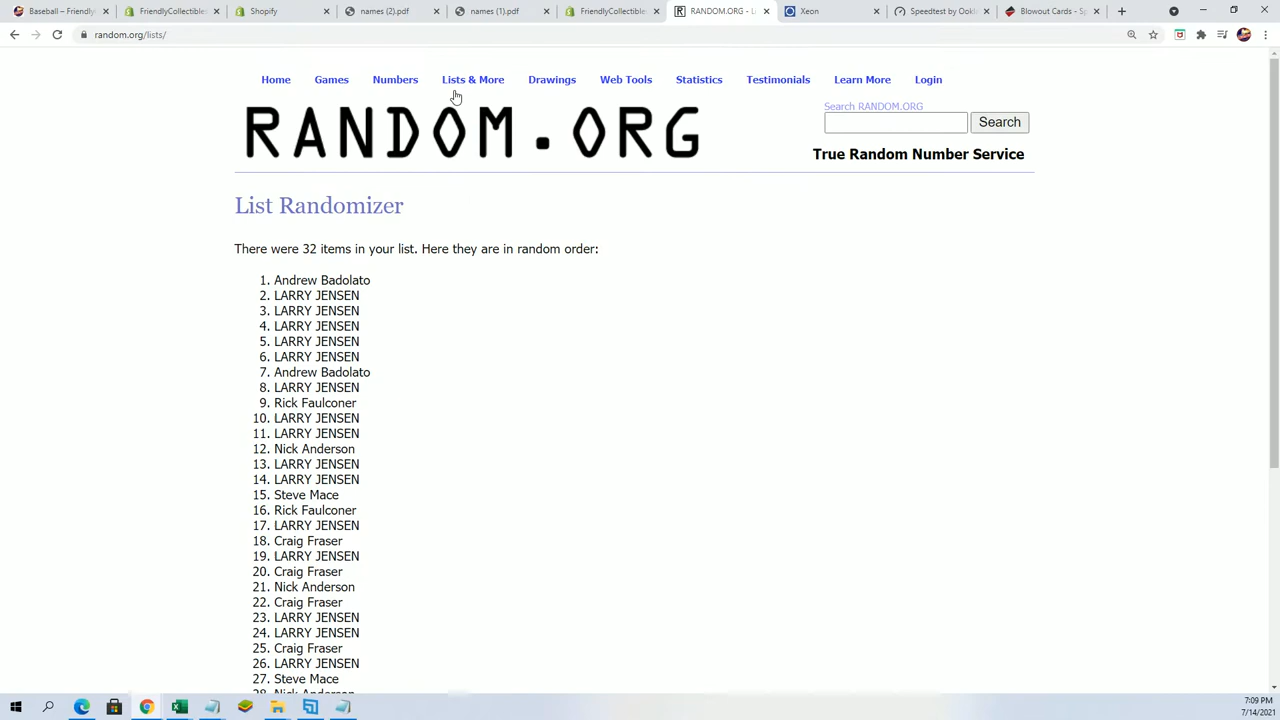 Baseball – Friendly
FriendlyCollectibles
Shopify
names (2).pdf
names (1).pdf
FriendlyCollectibles
RANDOM.ORG - Li
Xeon
Speedtest by Ookla
Blowout Cards - Sp
random.org/lists/
Home Games Numbers Lists & More Drawings Web Tools Statistics Testimonials Learn More Login
RANDOM.ORG
Search RANDOM.ORG
Search
True Random Number Service
List Randomizer
There were 32 items in your list. Here they are in random order:
1. Andrew Badolato
2. LARRY JENSEN
3. LARRY JENSEN
4. LARRY JENSEN
5. LARRY JENSEN
6. LARRY JENSEN
7. Andrew Badolato
8. LARRY JENSEN
9. Rick Faulconer
10. LARRY JENSEN
11. LARRY JENSEN
12. Nick Anderson
13. LARRY JENSEN
14. LARRY JENSEN
15. Steve Mace
16. Rick Faulconer
17. LARRY JENSEN
18. Craig Fraser
19. LARRY JENSEN
20. Craig Fraser
21. Nick Anderson
22. Craig Fraser
23. LARRY JENSEN
24. LARRY JENSEN
25. Craig Fraser
26. LARRY JENSEN
27. Steve Mace
28. Nick Anderson
7:09 PM
7/14/2021